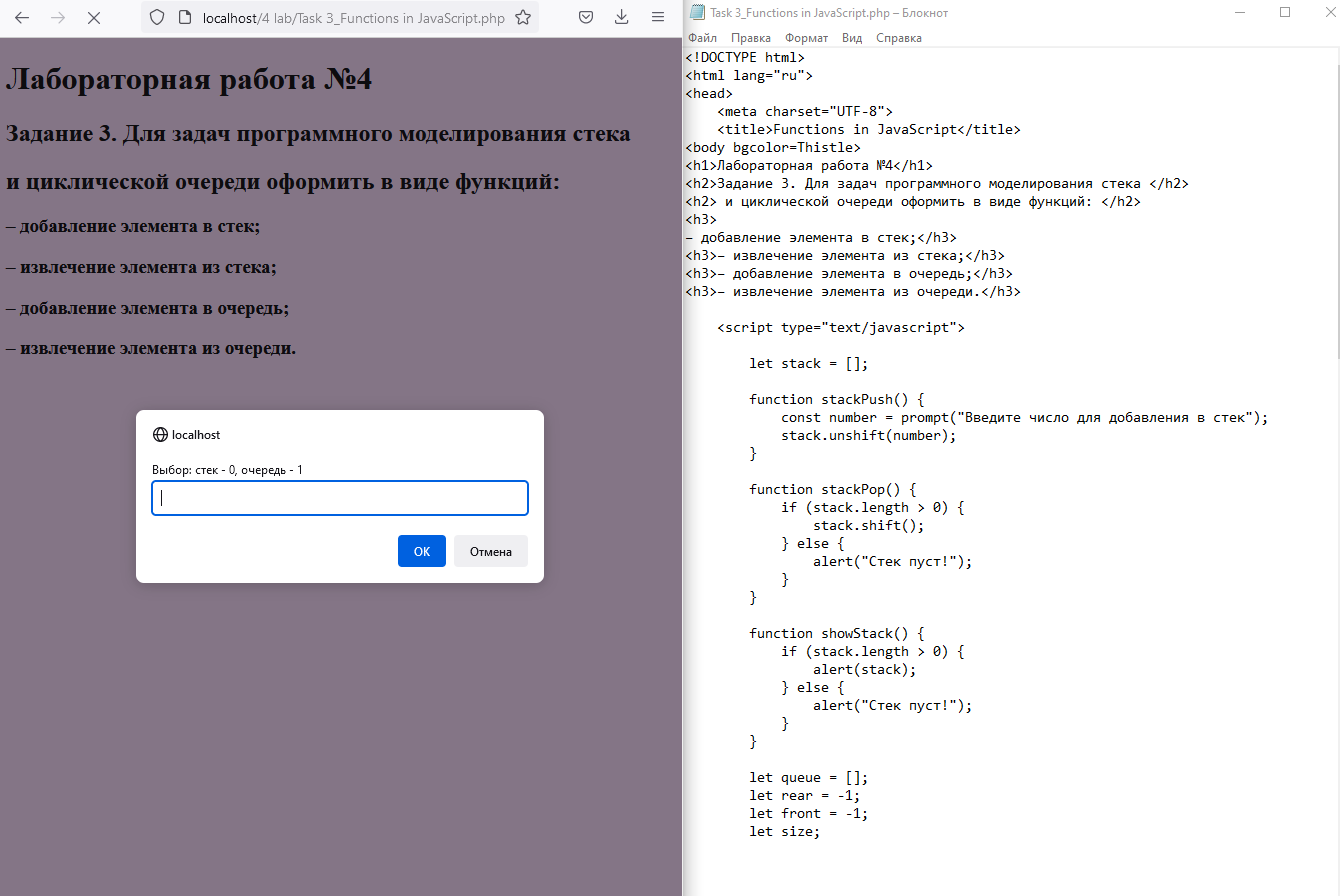 localhost/4 lab/Task 3_Functions in JavaScript.php
Лабораторная работа №4
Задание 3. Для задач программного моделирования стека
и циклической очереди оформить в виде функций:
– добавление элемента в стек;
– извлечение элемента из стека;
– добавление элемента в очередь;
– извлечение элемента из очереди.
localhost
Выбор: стек - 0, очередь - 1
OK
Отмена
Task 3_Functions in JavaScript.php – Блокнот
Файл Правка Формат Вид Справка
<!DOCTYPE html>
<html lang="ru">
<head>
    <meta charset="UTF-8">
    <title>Functions in JavaScript</title>
<body bgcolor=Thistle>
<h1>Лабораторная работа №4</h1>
<h2>Задание 3. Для задач программного моделирования стека </h2>
<h2> и циклической очереди оформить в виде функций: </h2>
<h3>
– добавление элемента в стек;</h3>
<h3>– извлечение элемента из стека;</h3>
<h3>– добавление элемента в очередь;</h3>
<h3>– извлечение элемента из очереди.</h3>
    <script type="text/javascript">
        let stack = [];
        function stackPush() {
            const number = prompt("Введите число для добавления в стек");
            stack.unshift(number);
        }
        function stackPop() {
            if (stack.length > 0) {
                stack.shift();
            } else {
                alert("Стек пуст!");
            }
        }
        function showStack() {
            if (stack.length > 0) {
                alert(stack);
            } else {
                alert("Стек пуст!");
            }
        }
        let queue = [];
        let rear = -1;
        let front = -1;
        let size;